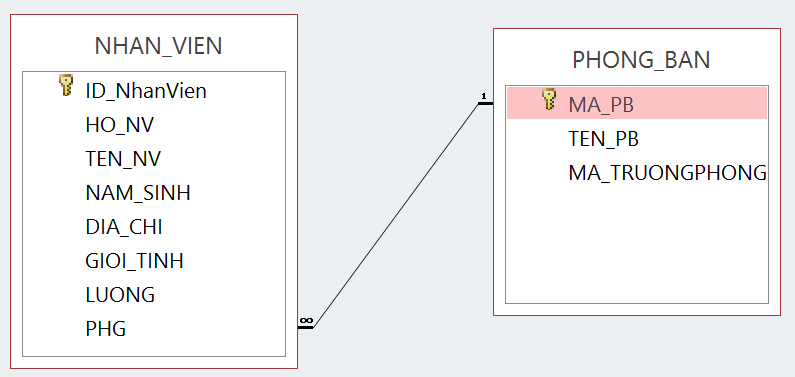 NHAN_VIEN
ID_NhanVien
HO_NV
TEN_NV
NAM_SINH
DIA_CHI
GIOI_TINH
LUONG
PHG
∞
1
PHONG_BAN
MA_PB
TEN_PB
MA_TRUONGPHONG